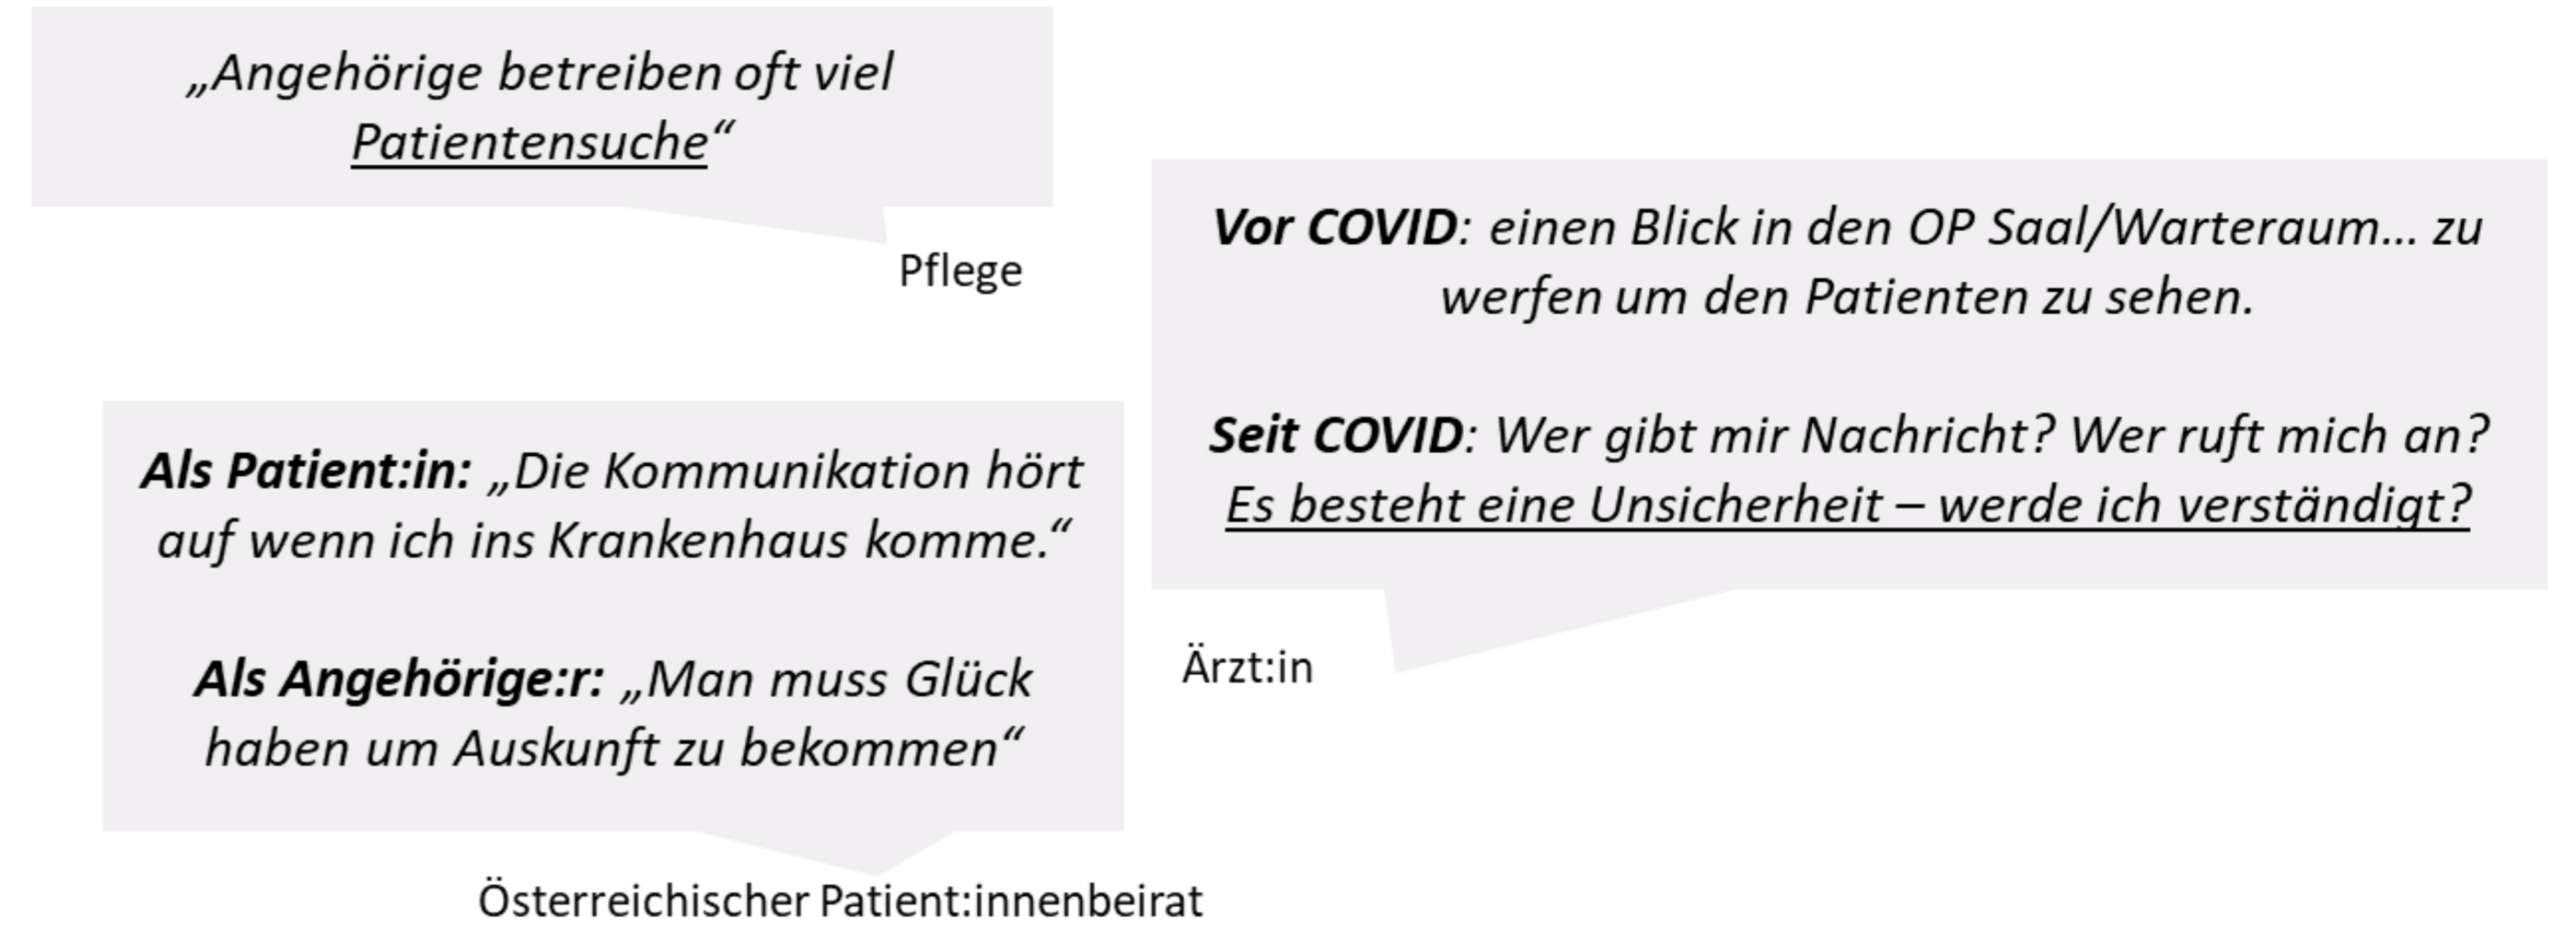 „Angehörige betreiben oft viel
Patientensuche“
Pflege
Vor COVID: einen Blick in den OP Saal/Warteraum... zu
werfen um den Patienten zu sehen.
Seit COVID: Wer gibt mir Nachricht? Wer ruft mich an?
Es besteht eine Unsicherheit – werde ich verständigt?
Ärzt:in
Als Patient:in: „Die Kommunikation hört
auf wenn ich ins Krankenhaus komme.“
Als Angehörige:r: „Man muss Glück
haben um Auskunft zu bekommen“
Österreichischer Patient:innenbeirat